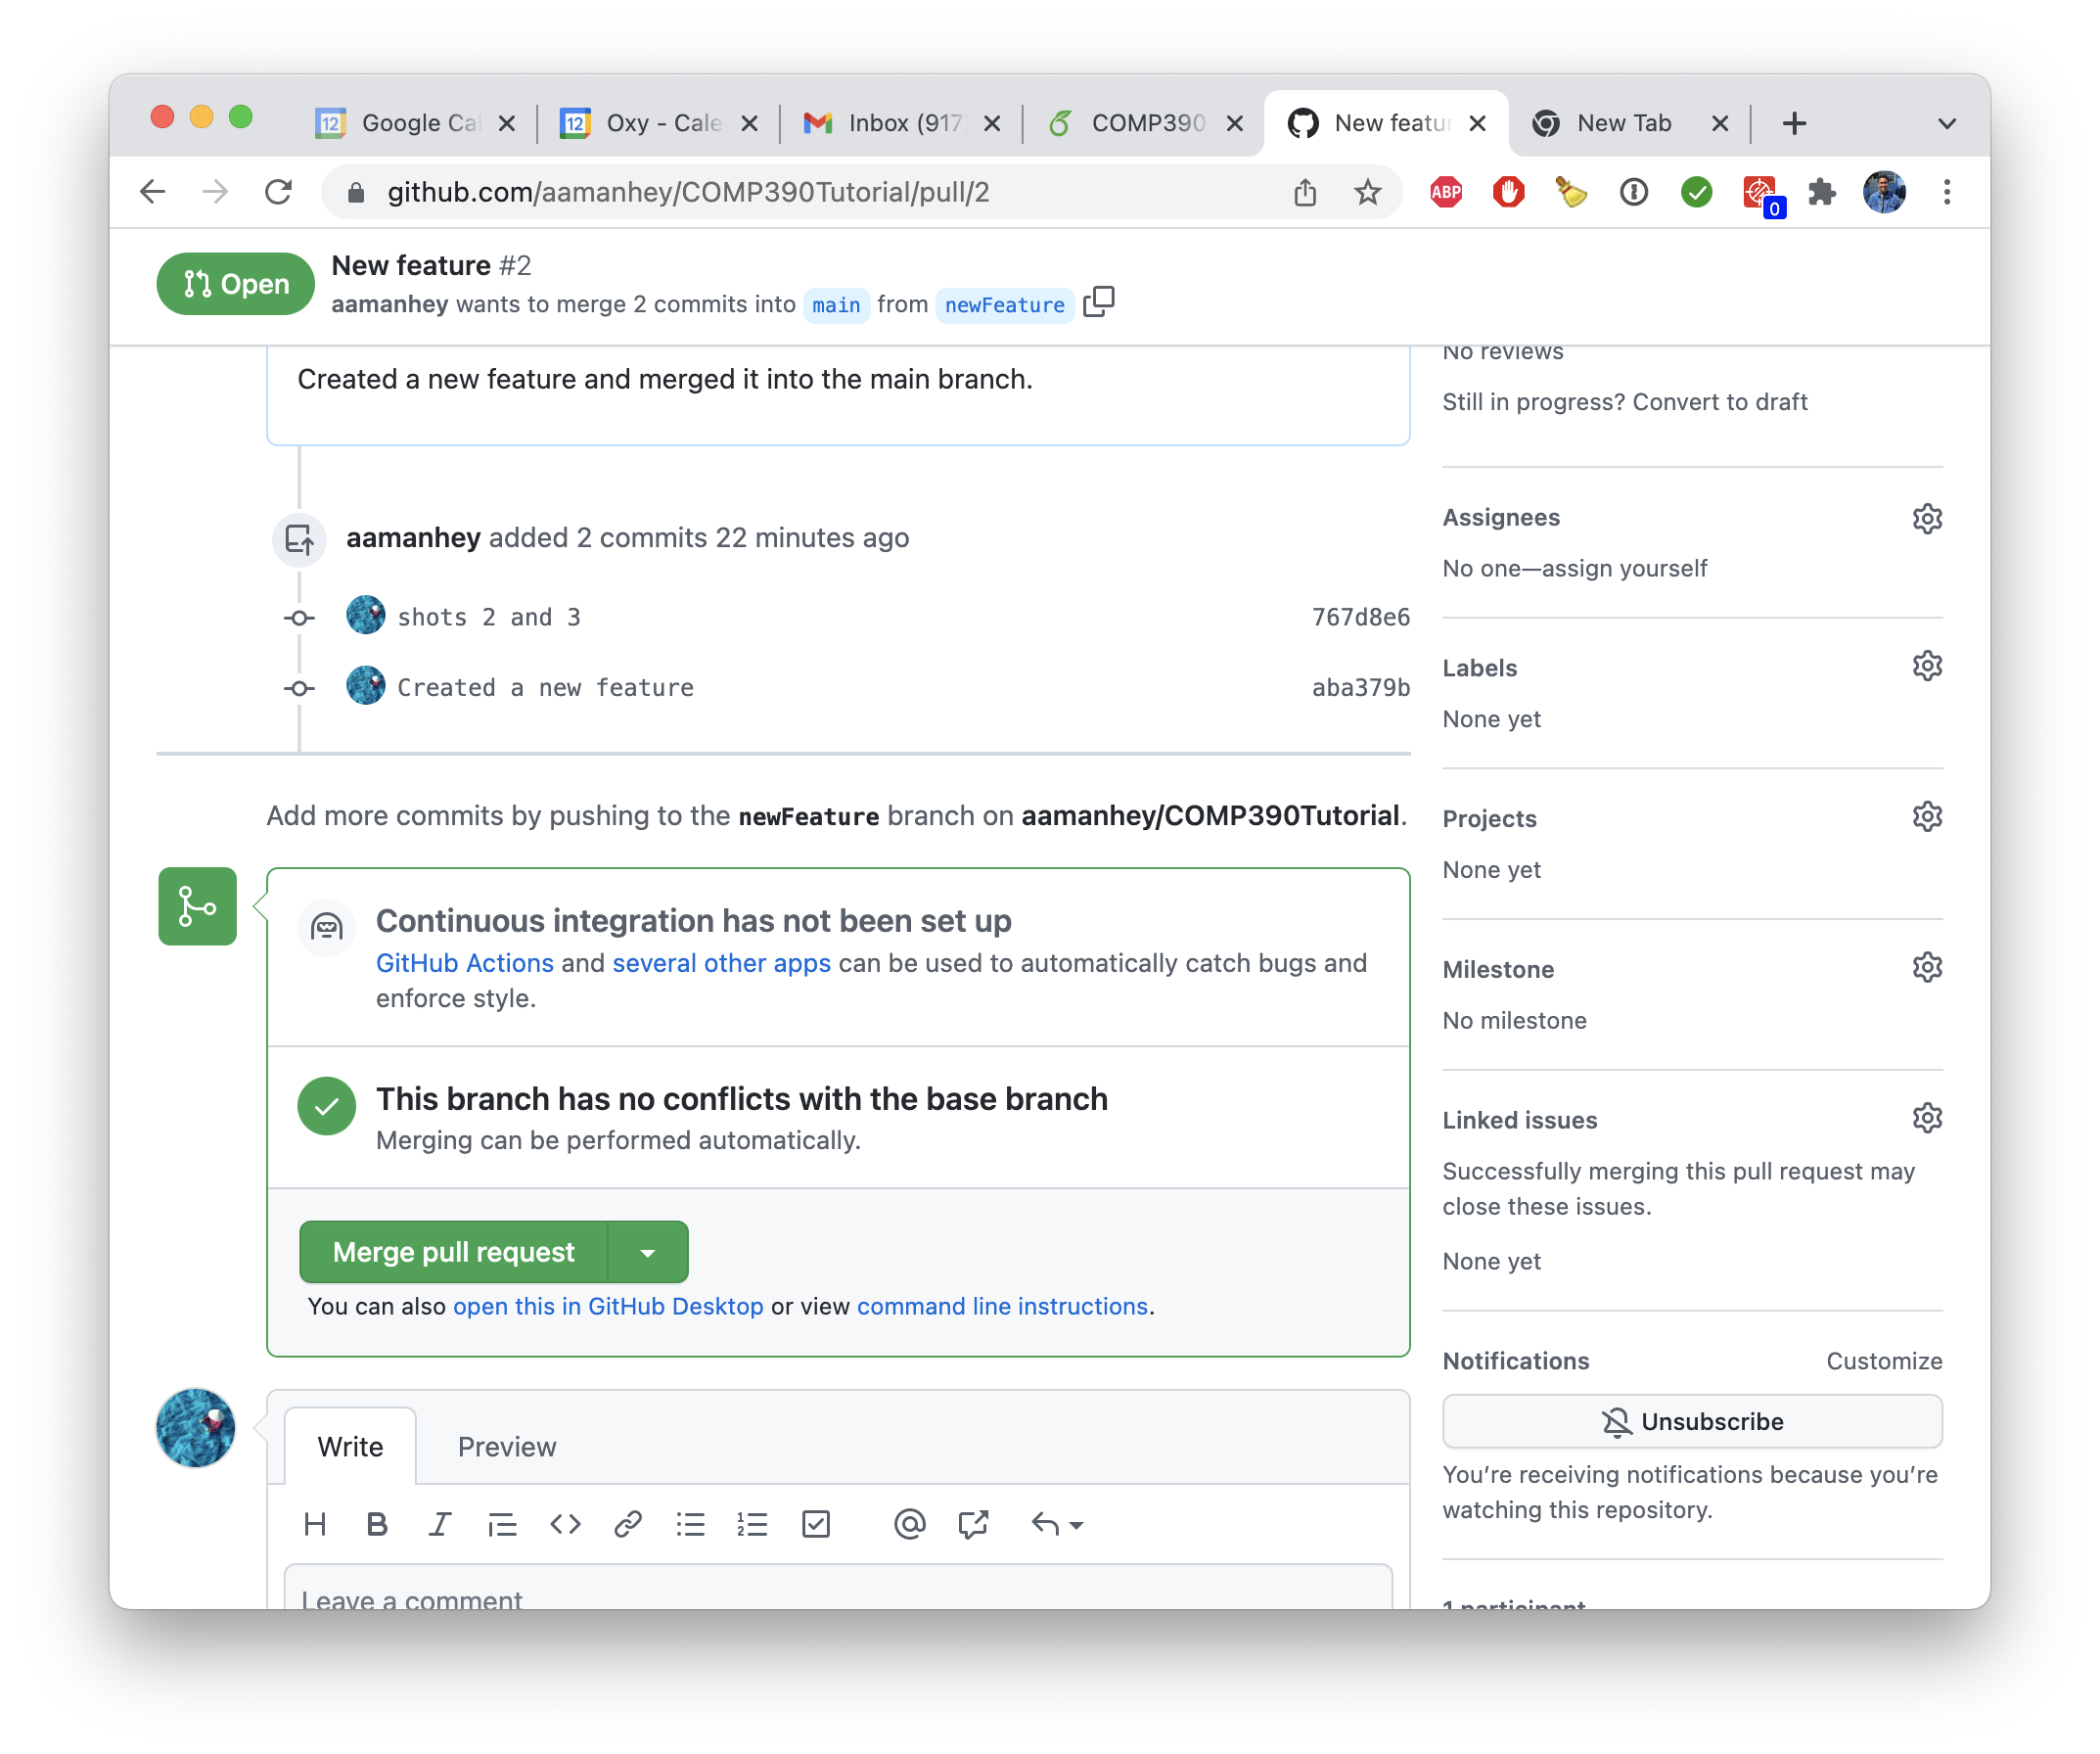 Google Cal
Oxy - Cale
Inbox (917
COMP390
New featur
New Tab
github.com/aamanhey/COMP390Tutorial/pull/2
ABP
0
Open
New feature #2
aamanhey wants to merge 2 commits into main from newFeature
Created a new feature and merged it into the main branch.
aamanhey added 2 commits 22 minutes ago
shots 2 and 3 767d8e6
Created a new feature aba379b
Add more commits by pushing to the newFeature branch on aamanhey/COMP390Tutorial.
Continuous integration has not been set up
GitHub Actions and several other apps can be used to automatically catch bugs and
enforce style.
This branch has no conflicts with the base branch
Merging can be performed automatically.
Merge pull request
You can also open this in GitHub Desktop or view command line instructions.
Write Preview
Leave a comment
No reviews
Still in progress? Convert to draft
Assignees
No one—assign yourself
Labels
None yet
Projects
None yet
Milestone
No milestone
Linked issues
Successfully merging this pull request may
close these issues.
None yet
Notifications Customize
Unsubscribe
You’re receiving notifications because you’re
watching this repository.
1 participant